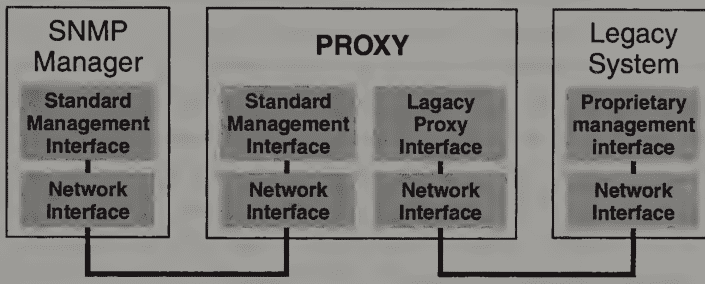 SNMP
Manager
Standard
Management
Interface
Network
Interface
PROXY
Standard
Management
Interface
Network
Interface
Lagacy
Proxy
Interface
Network
Interface
Legacy
System
Proprietary
management
interface
Network
Interface